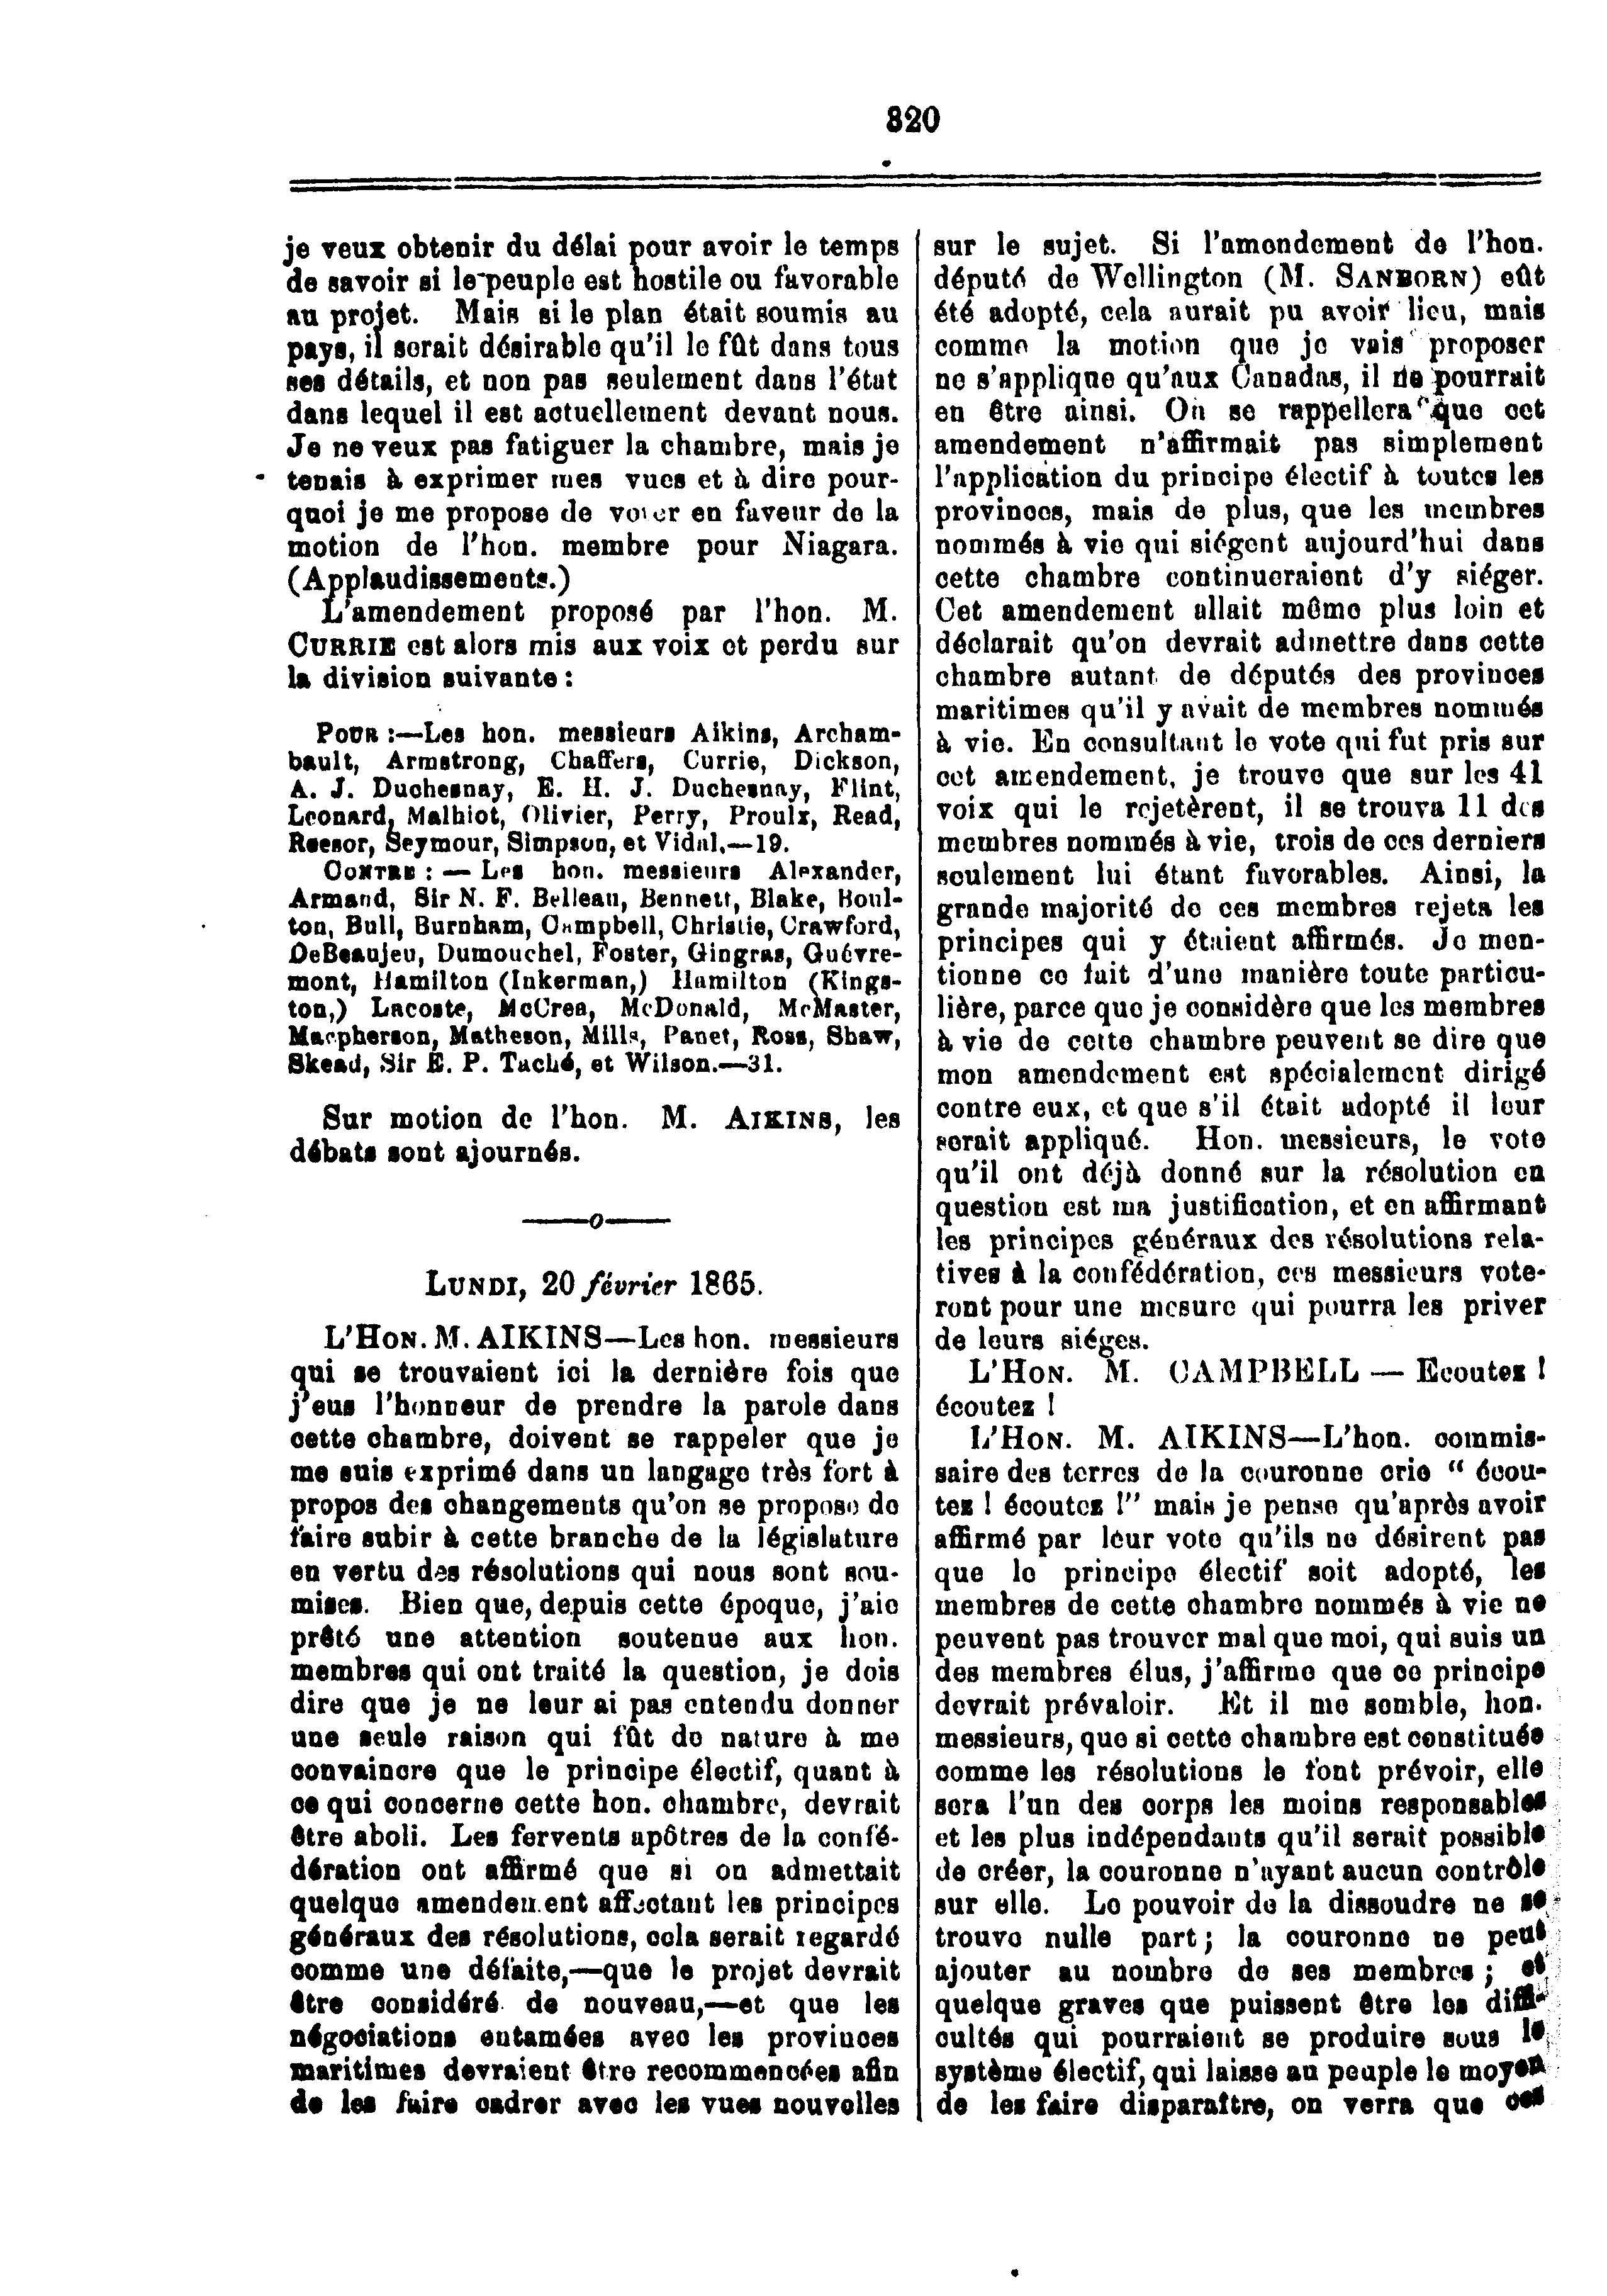 320
je veux obtenir du délai pour avoir le temps
de savoir si le peuple est hostile ou favorable
au projet. Mais si le plan était soumis au
pays, il serait désirable qu'il le fût dans tous
ses détails, et non pas seulement dans l'état
dans lequel il est actuellement devant nous.
Je ne veux pas fatiguer la chambre, mais je
tenais à exprimer mes vues et à dire pour-
quoi je me propose de voter en faveur de la
motion de l'hon. membre pour Niagara.
(Applaudissements.)
L'amendement proposé par l'hon. M.
CURRIE est alors mis aux voix et perdu sur
la division suivante :
POUR :—Les hon. messieurs Aikins, Archam-
bault, Armstrong, Chaffers, Currie, Dickson,
A. J. Duchesnay, E. H. J. Duchesnay, Flint,
Leonard, Malhiot, Olivier, Perry, Proulx, Read,
Reesor, Seymour, Simpson, et Vidal.—19.
CONTRE : — Les hon. messieurs Alexander,
Armand, Sir N. F. Belleau, Bennett, Blake, Boul-
ton, Bull, Burnham, Campbell, Christie, Crawford,
DeBeaujeu, Dumouchel, Foster, Gingras, Guévre-
mont, Hamilton (Inkerman,) Hamilton (Kings-
ton,) Lacoste, McCrea, McDonald, McMaster,
Macpherson, Matheson, Mills, Panet, Ross, Shaw,
Skead, Sir E. P. Taché, et Wilson.—31.
Sur motion de l'hon. M. AIKINS, les
débats sont ajournés.
——o——
LUNDI, 20 février 1865.
L'HON. M. AIKINS—Les hon. messieurs
qui se trouvaient ici la dernière fois que
j'eus l'honneur de prendre la parole dans
cette chambre, doivent se rappeler que je
me suis exprimé dans un langage très fort à
propos des changements qu'on se propose de
faire subir à cette branche de la législature
en vertu des résolutions qui nous sont sou-
mises. Bien que, depuis cette époque, j'aie
prêté une attention soutenue aux hon.
membres qui ont traité la question, je dois
dire que je ne leur ai pas entendu donner
une seule raison qui fût de nature à me
convaincre que le principe électif, quant à
ce qui concerne cette hon. chambre, devrait
être aboli. Les fervents apôtres de la confé-
dération ont affirmé que si on admettait
quelque amendement affectant les principes
généraux des résolutions, cela serait regardé
comme une défaite,—que le projet devrait
être considéré de nouveau,—et que les
négociations entamées avec les provinces
maritimes devraient être recommencées afin
de les faire cadrer avec les vues nouvelles
sur le sujet. Si l'amendement de l'hon.
député de Wellington (M. SANBORN) eût
été adopté, cela aurait pu avoir lieu, mais
comme la motion que je vais proposer
ne s'applique qu'aux Canadas, il ne pourrait
en être ainsi. On se rappellera que cet
amendement n'affirmait pas simplement
l'application du principe électif à toutes les
provinces, mais de plus, que les membres
nommés à vie qui siégent aujourd'hui dans
cette chambre continueraient d'y siéger.
Cet amendement allait même plus loin et
déclarait qu'on devrait admettre dans cette
chambre autant de députés des provinces
maritimes qu'il y avait de membres nommés
à vie. En consultant le vote qui fut pris sur
cet amendement, je trouve que sur les 41
voix qui le rejetèrent, il se trouva 11 des
membres nommés à vie, trois de ces derniers
seulement lui étant favorables. Ainsi, la
grande majorité de ces membres rejeta les
principes qui y étaient affirmés. Je men-
tionne ce fait d'une manière toute particu-
lière, parce que je considère que les membres
à vie de cette chambre peuvent se dire que
mon amendement est spécialement dirigé
contre eux, et que s'il était adopté il leur
serait appliqué. Hon. messieurs, le vote
qu'il ont déjà donné sur la résolution en
question est ma justification, et en affirmant
les principes généraux des résolutions rela-
tives à la confédération, ces messieurs vote-
ront pour une mesure qui pourra les priver
de leurs siéges.
L'HON. M. CAMPBELL — Ecoutez !
écoutez !
L'HON. M. AIKINS—L'hon. commis-
saire des terres de la couronne crie " écou-
tez ! écoutez !" mais je pense qu'après avoir
affirmé par leur vote qu'ils ne désirent pas
que le principe électif soit adopté, les
membres de cette chambre nommés à vie ne
peuvent pas trouver mal que moi, qui suis un
des membres élus, j'affirme que ce principe
devrait prévaloir. Et il me semble, hon.
messieurs, que si cette chambre est constituée
comme les résolutions le font prévoir, elle
sera l'un des corps les moins responsables
et les plus indépendants qu'il serait possible
de créer, la couronne n'ayant aucun contrôle
sur elle. Le pouvoir de la dissoudre ne se
trouve nulle part ; la couronne ne peut
ajouter au nombre de ses membres ; et
quelque graves que puissent être les diffi-
cultés qui pourraient se produire sous le
système électif, qui laisse au peuple le moyen
de les faire disparaître, on verra que ces